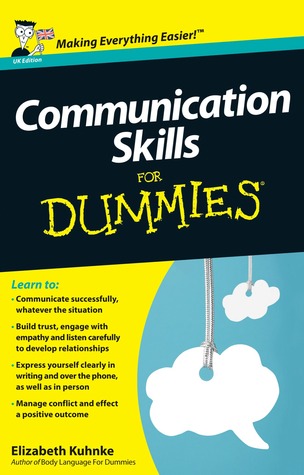 Making Everything Easier!™
UK Edition
Communication
Skills
FOR
DUMMIES®
Learn to:
• Communicate successfully,
whatever the situation
• Build trust, engage with
empathy and listen carefully
to develop relationships
• Express yourself clearly in
writing and over the phone,
as well as in person
• Manage conflict and effect
a positive outcome
Elizabeth Kuhnke
Author of Body Language For Dummies